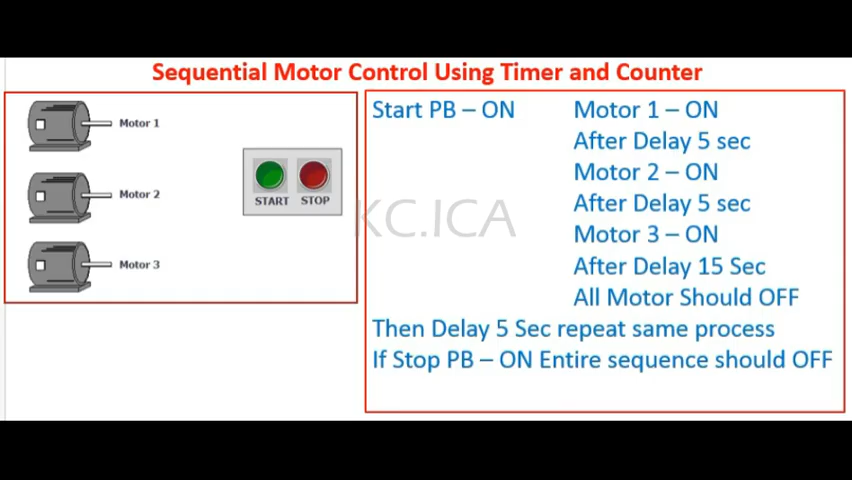 Sequential Motor Control Using Timer and Counter
Motor 1
Motor 2
Motor 3
START STOP
KC.ICA
Start PB – ON Motor 1 – ON
After Delay 5 sec
Motor 2 – ON
After Delay 5 sec
Motor 3 – ON
After Delay 15 Sec
All Motor Should OFF
Then Delay 5 Sec repeat same process
If Stop PB – ON Entire sequence should OFF